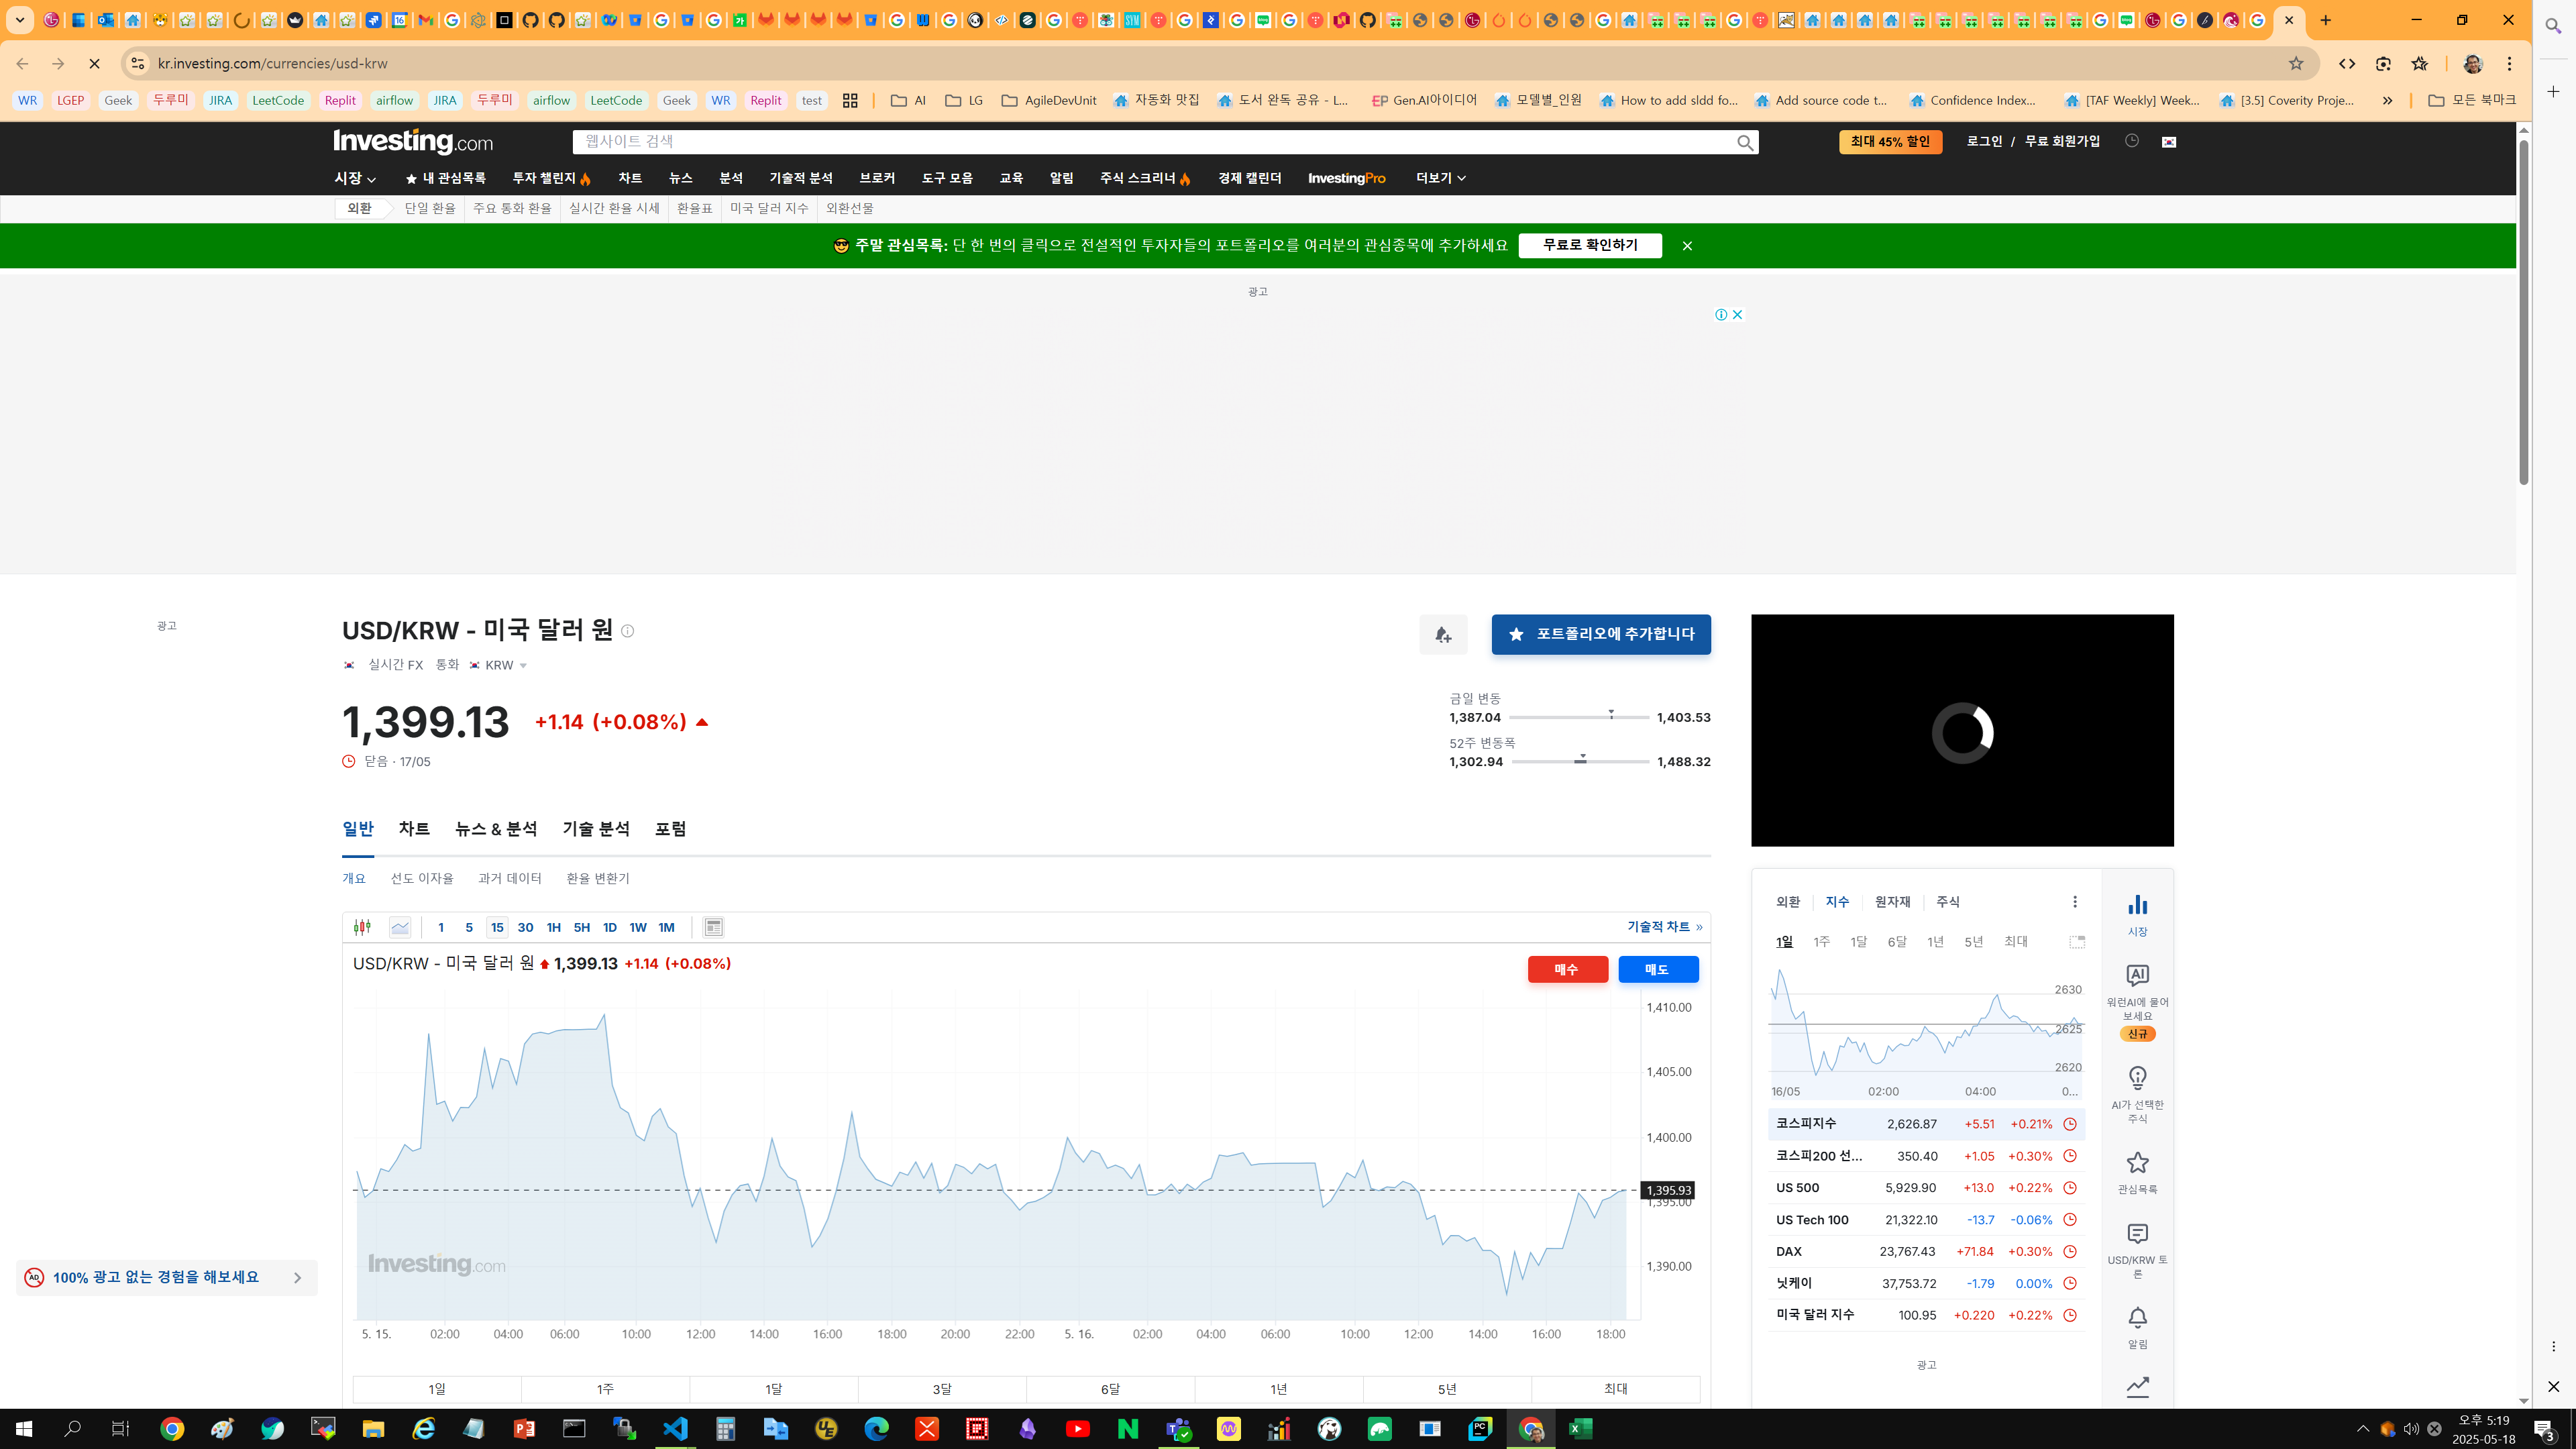 kr.investing.com/currencies/usd-krw
WR LGEP Geek 두루미 JIRA LeetCode Replit airflow JIRA 두루미 airflow LeetCode Geek WR Replit test AI LG AgileDevUnit 자동화 맛집 도서 완독 공유 - L... Gen.AI아이디어 모델별_인원 How to add sldd fo... Add source code t... Confidence Index... [TAF Weekly] Week... [3.5] Coverity Proje... » 모든 북마크
Investing.com 웹사이트 검색 최대 45% 할인 로그인 / 무료 회원가입
시장 내 관심목록 투자 챌린지 차트 뉴스 분석 기술적 분석 브로커 도구 모음 교육 알림 주식 스크리너 경제 캘린더 InvestingPro 더보기
외환 단일 환율 주요 통화 환율 실시간 환율 시세 환율표 미국 달러 지수 외환선물
주말 관심목록: 단 한 번의 클릭으로 전설적인 투자자들의 포트폴리오를 여러분의 관심종목에 추가하세요 무료로 확인하기
광고
광고
USD/KRW - 미국 달러 원
포트폴리오에 추가합니다
실시간 FX 통화 KRW
1,399.13 +1.14 (+0.08%)
닫음 · 17/05
금일 변동
1,387.04 1,403.53
52주 변동폭
1,302.94 1,488.32
일반 차트 뉴스 & 분석 기술 분석 포럼
개요 선도 이자율 과거 데이터 환율 변환기
1 5 15 30 1H 5H 1D 1W 1M 기술적 차트 »
USD/KRW - 미국 달러 원 1,399.13 +1.14 (+0.08%)
매수 매도
1,410.00
1,405.00
1,400.00
1,395.93
1,395.00
1,390.00
Investing.com
5. 15. 02:00 04:00 06:00 10:00 12:00 14:00 16:00 18:00 20:00 22:00 5. 16. 02:00 04:00 06:00 10:00 12:00 14:00 16:00 18:00
1일 1주 1달 3달 6달 1년 5년 최대
100% 광고 없는 경험을 해보세요
외환 지수 원자재 주식
1일 1주 1달 6달 1년 5년 최대
2630
2625
2620
16/05 02:00 04:00 0...
코스피지수 2,626.87 +5.51 +0.21%
코스피200 선... 350.40 +1.05 +0.30%
US 500 5,929.90 +13.0 +0.22%
US Tech 100 21,322.10 -13.7 -0.06%
DAX 23,767.43 +71.84 +0.30%
닛케이 37,753.72 -1.79 0.00%
미국 달러 지수 100.95 +0.220 +0.22%
광고
시장
AI
워런AI에 물어
보세요
신규
AI가 선택한
주식
관심목록
USD/KRW 토
론
알림
오후 5:19
2025-05-18
3